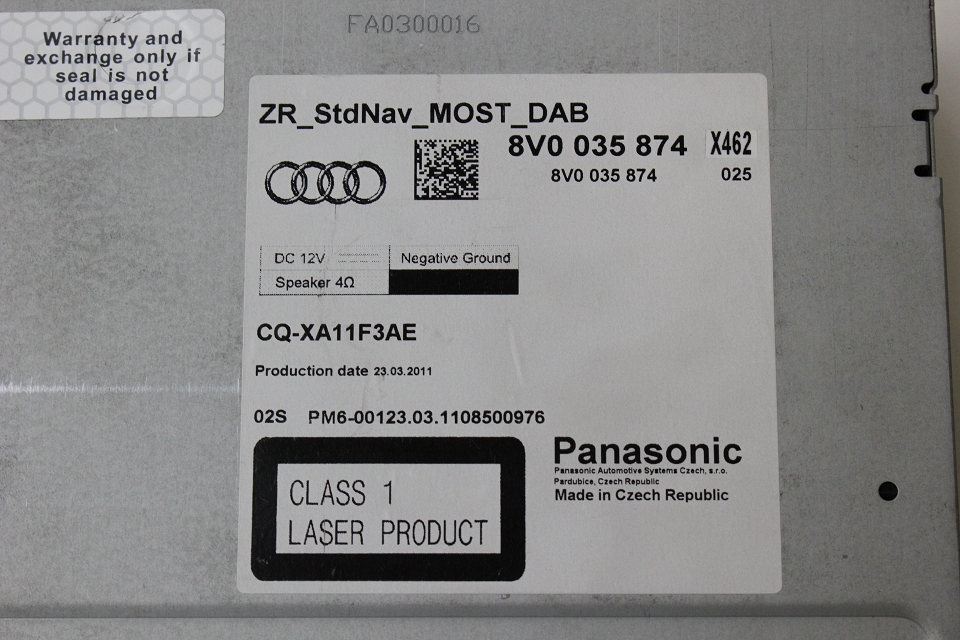 FA0300016
Warranty and
exchange only if
seal is not
damaged
ZR_StdNav_MOST_DAB
8V0 035 874 X462
8V0 035 874 025
DC 12V Negative Ground
Speaker 4Ω
CQ-XA11F3AE
Production date 23.03.2011
02S PM6-00123.03.1108500976
CLASS 1
LASER PRODUCT
Panasonic
Panasonic Automotive Systems Czech, s.r.o.
Pardubice, Czech Republic
Made in Czech Republic